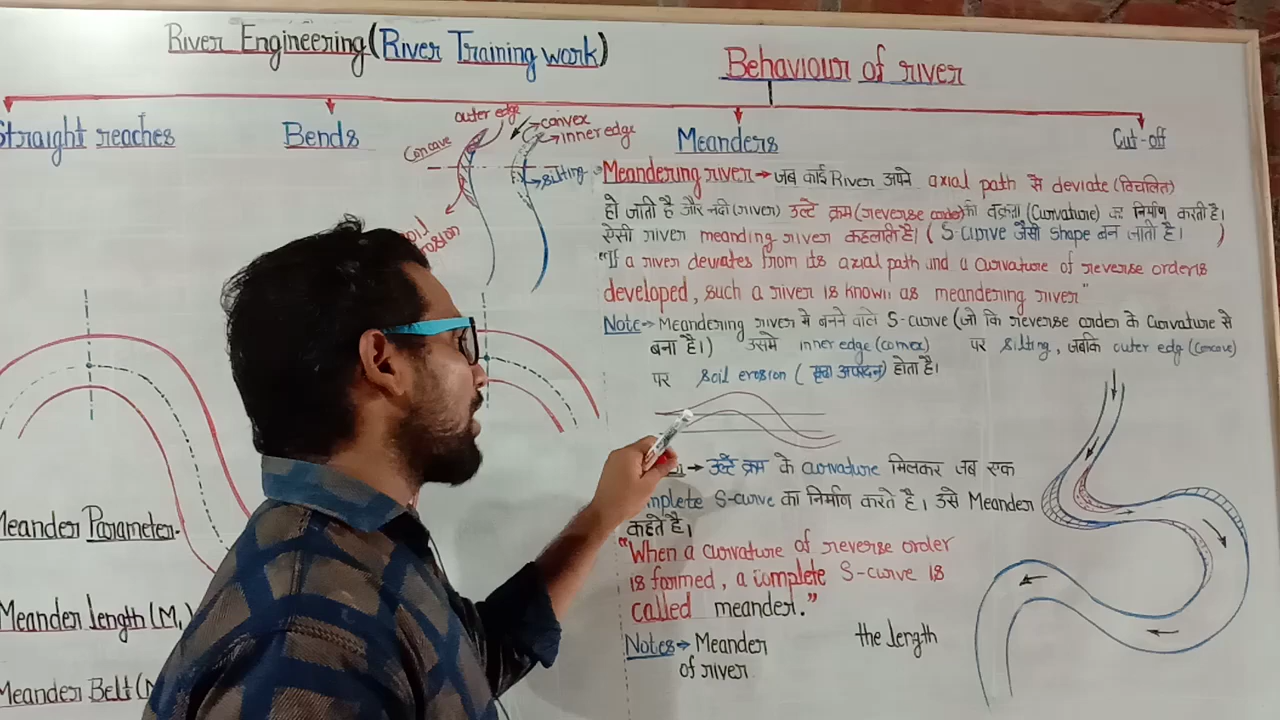 River Engineering (River Training work)
Behaviour of river
Straight reaches
Bends
Meanders
Cut-off
outer edge
convex
inner edge
Concave
silting
erosion
Meandering river → जब कोई River अपने axial path से deviate (विचलित)
हो जाती है और नदी (river) उल्टे क्रम (reverse order) की वक्रता (Curvature) का निर्माण करती है।
ऐसी river meanding river कहलाती है। ( S-curve जैसी shape बन जाती है। )
"If a river deviates from its axial path and a curvature of reverse order is
developed, such a river is known as meandering river"
Note→ Meandering river में बनने वाले S-curve (जो कि reverse order के Curvature से
बना है।) उसमे inner edge (convex) पर silting, जबकि outer edg (concave)
पर soil erosion ( मृदा अपरदन) होता है।
→ उल्टे क्रम के curvature मिलकर जब एक
mplete S-curve का निर्माण करते है। उसे Meander
कहते है।
"When a curvature of reverse order
is formed, a complete S-curve is
called meander."
Notes→ Meander the length
of river
Meander Parameter
Meander length (M
Meander Belt (